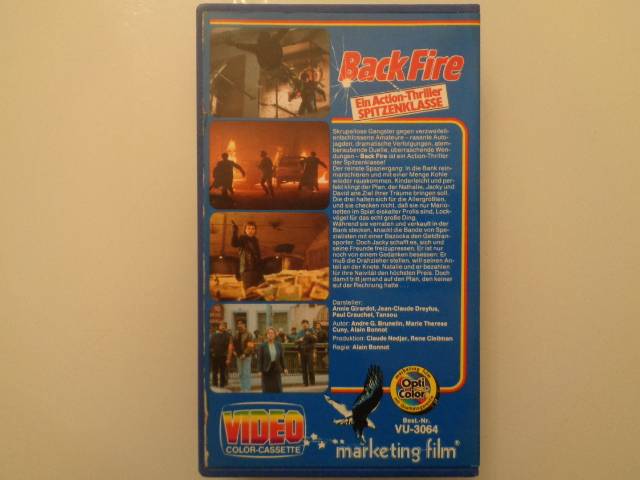 Back Fire
Ein Action-Thriller
SPITZENKLASSE
Skrupellose Gangster gegen verzweifelt-
entschlossene Amateure – rasante Auto-
jagden, dramatische Verfolgungen, atem-
beraubende Duelle, überraschende Wen-
dungen – Back Fire ist ein Action-Thriller
der Spitzenklasse!
Der reinste Spaziergang: In die Bank rein-
marschieren und mit einer Menge Kohle
wieder rauskommen. Kinderleicht und per-
fekt klingt der Plan, der Nathalie, Jacky und
David ans Ziel ihrer Träume bringen soll.
Die drei halten sich für die Allergrößten,
und sie checken nicht, daß sie nur Mario-
netten im Spiel eiskalter Profis sind, Lock-
vögel für das echt große Ding.
Während sie verraten und verkauft in der
Bank stecken, knackt die Bande von Spe-
zialisten mit einer Bazooka den Geldtran-
sporter. Doch Jacky schafft es, sich und
seine Freunde freizupressen. Er ist nur
noch von einem Gedanken besessen: Er
muß die Drahtzieher stellen, will seinen An-
teil an der Knete. Natalie und er bezahlen
für ihre Naivität den höchsten Preis. Doch
damit tritt jemand auf den Plan, den keiner
auf der Rechnung hatte . . .
Darsteller:
Annie Girardot, Jean-Claude Dreyfus,
Paul Crauchet, Tansou
Autor: Andre G. Brunelin, Marie Therese
Cuny, Alain Bonnot
Produktion: Claude Nedjar, Rene Cleitman
Regie: Alain Bonnot
marketing film
Opti
Color
Best.-Nr.
VU-3064
VIDEO
COLOR-CASSETTE
"marketing film"